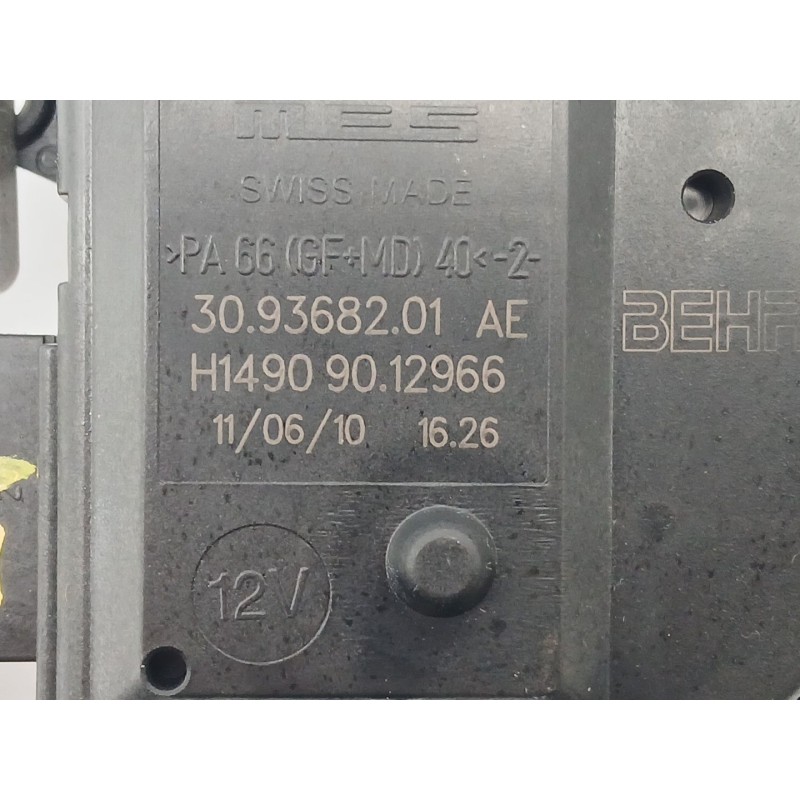 MES
SWISS MADE
>PA 66 (GF+MD) 40<-2-
30.93682.01 AE
H1490 90.12966
11/06/10 16.26
BEHR
12V